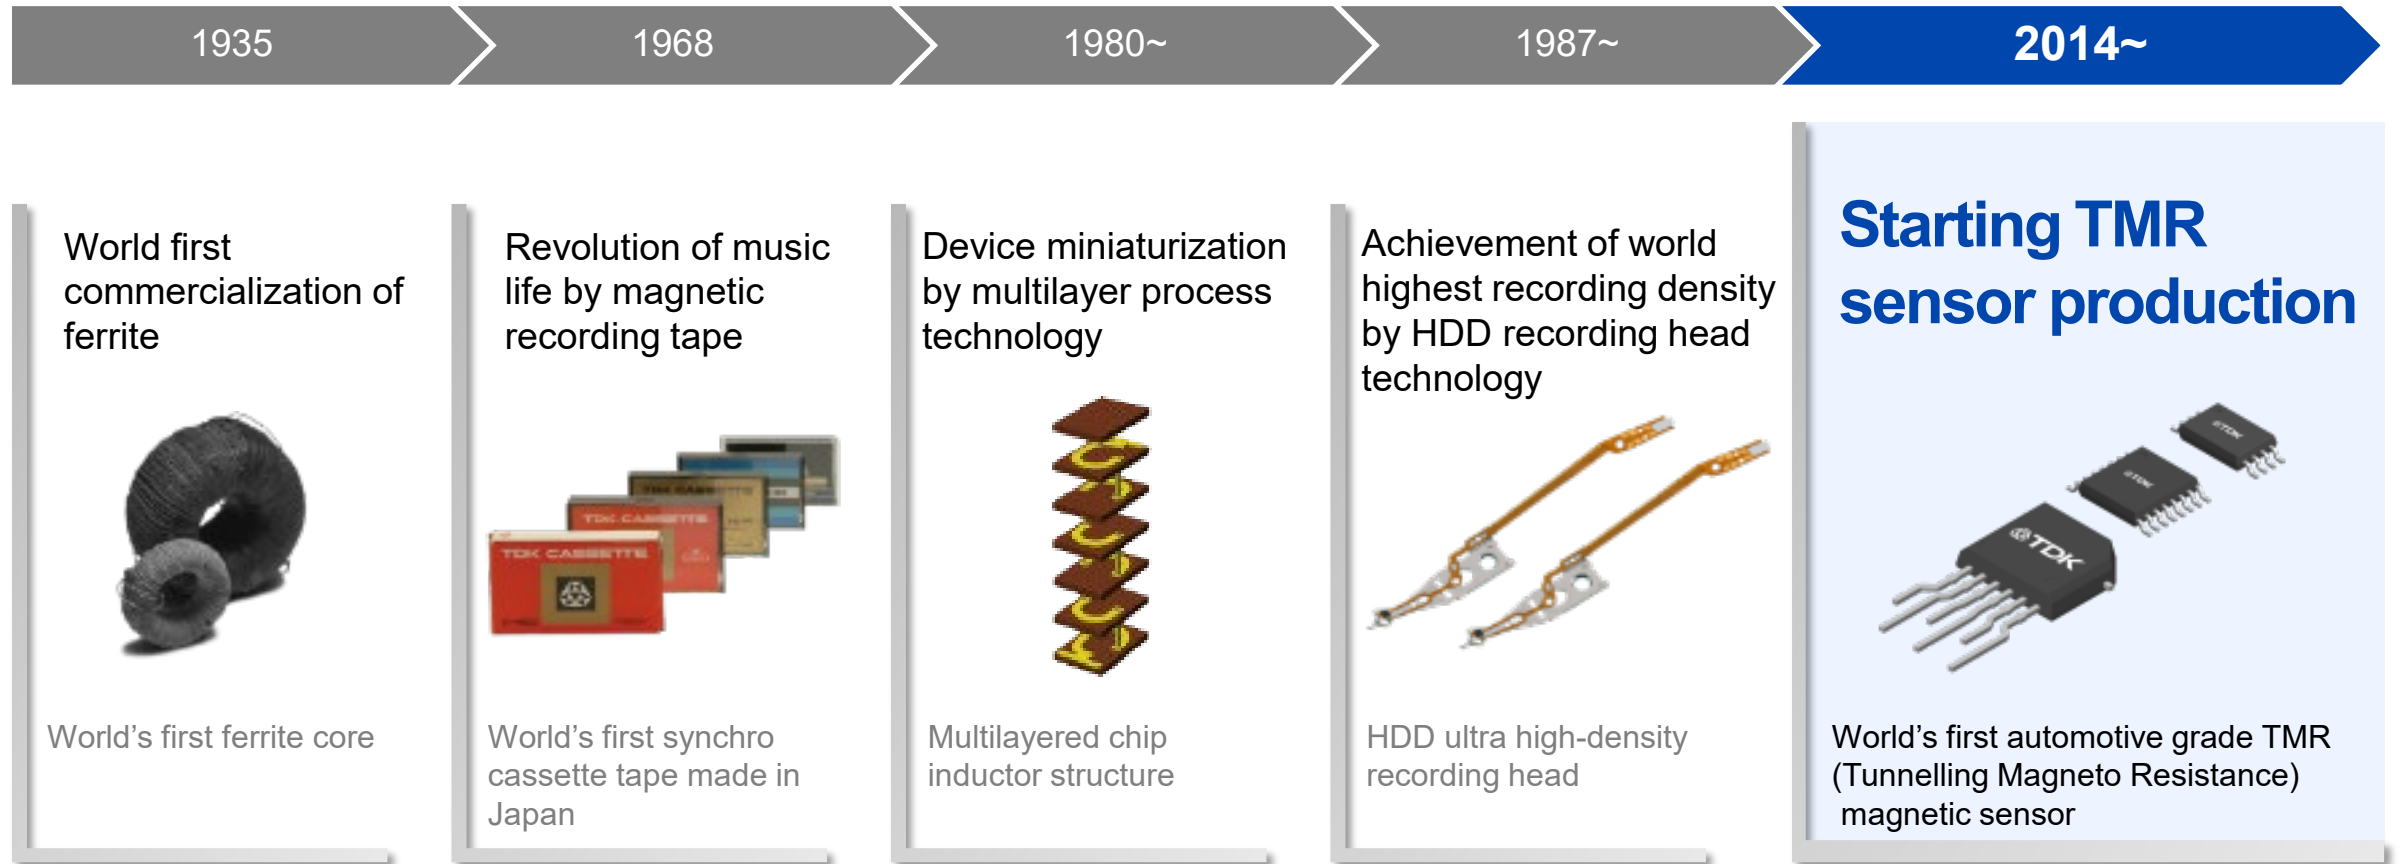 1935
1968
1980~
1987~
2014~
World first
commercialization of
ferrite
World's first ferrite core
Revolution of music
life by magnetic
recording tape
TDK CASSETTE
TDK CASSETTE
TDK CASSETTE
World's first synchro
cassette tape made in
Japan
Device miniaturization
by multilayer process
technology
Multilayered chip
inductor structure
Achievement of world
highest recording density
by HDD recording head
technology
HDD ultra high-density
recording head
Starting TMR
sensor production
TDK
TDK
TDK
World's first automotive grade TMR
(Tunnelling Magneto Resistance)
magnetic sensor